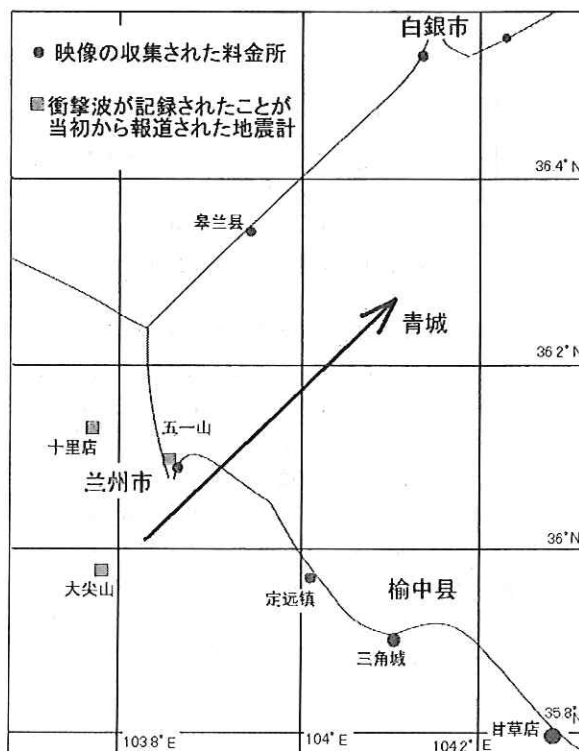 白銀市
映像の収集された料金所
衝撃波が記録されたことが
当初から報道された地震計
36.4°N
皋兰县
青城
36.2°N
五一山
十里店
兰州市
36°N
大尖山
定远镇
榆中县
三角城
35.8°N
甘草店
103.8°E
104°E
104.2°E